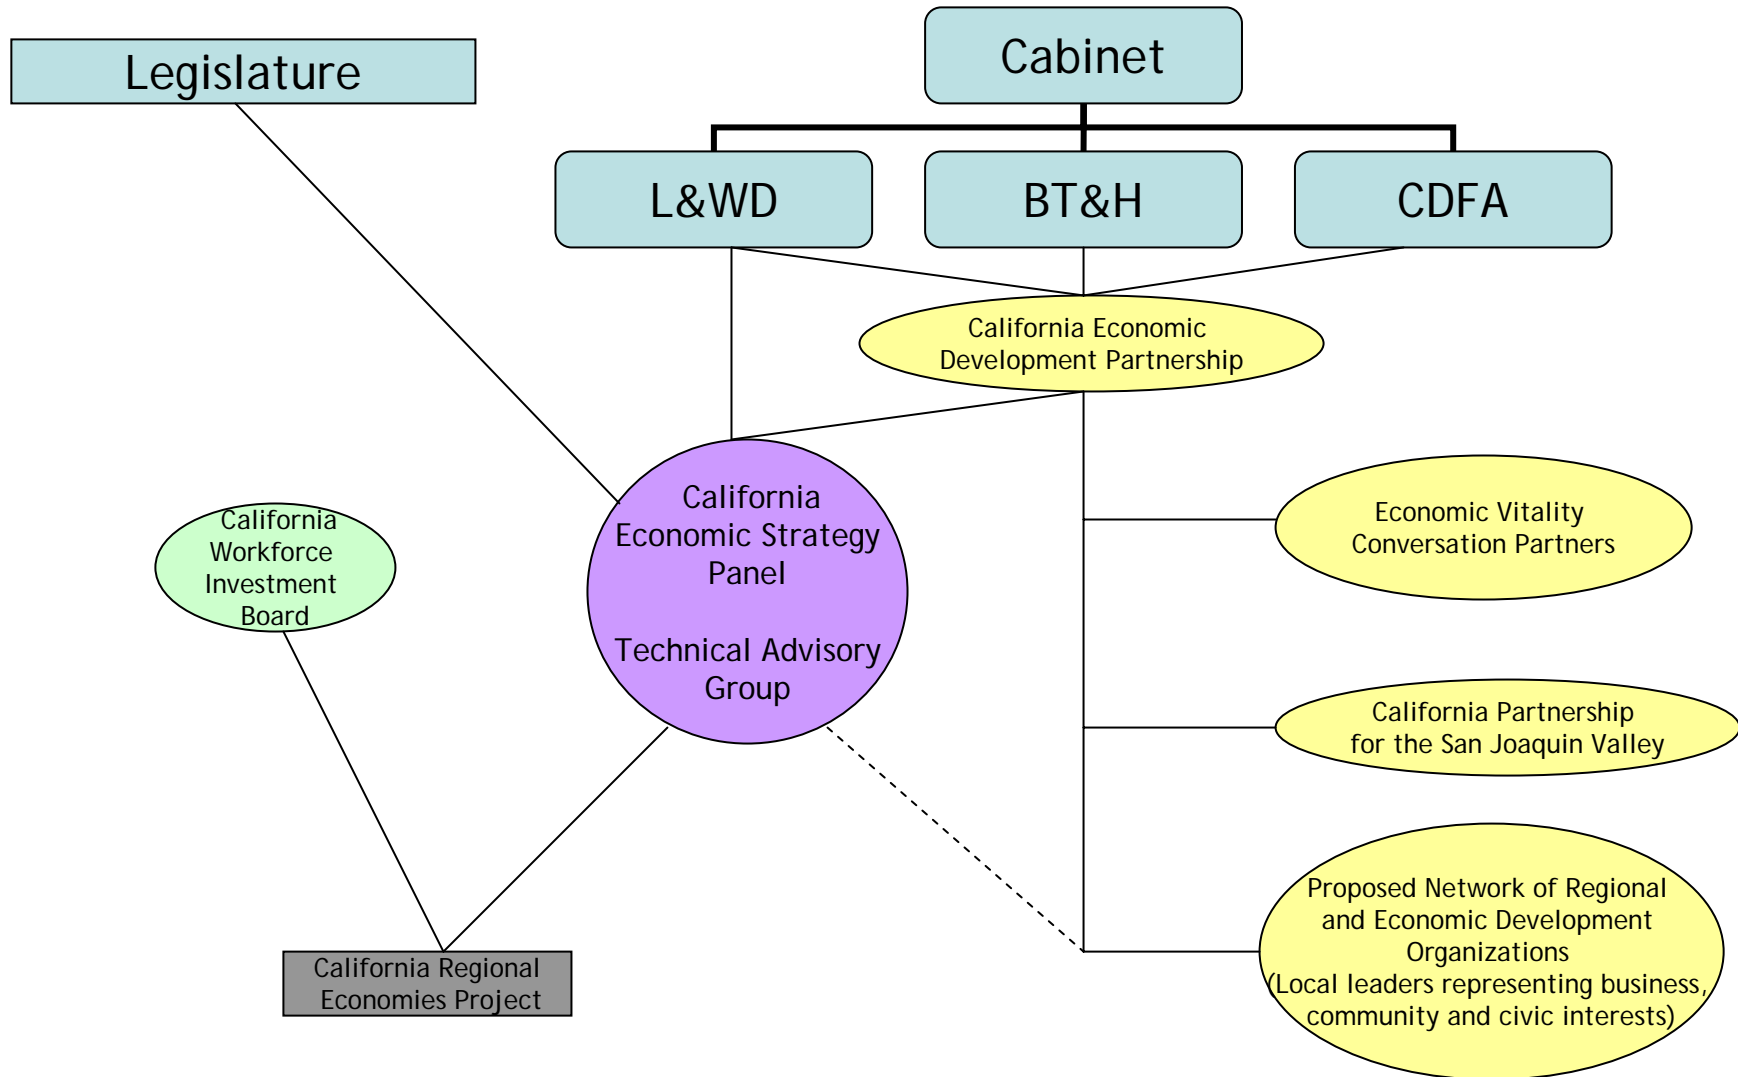 Legislature
Cabinet
L&WD
BT&H
CDFA
California Economic
Development Partnership
California
Economic Strategy
Panel
Technical Advisory
Group
California
Workforce
Investment
Board
Economic Vitality
Conversation Partners
California Partnership
for the San Joaquin Valley
Proposed Network of Regional
and Economic Development
Organizations
(Local leaders representing business,
community and civic interests)
California Regional
Economies Project